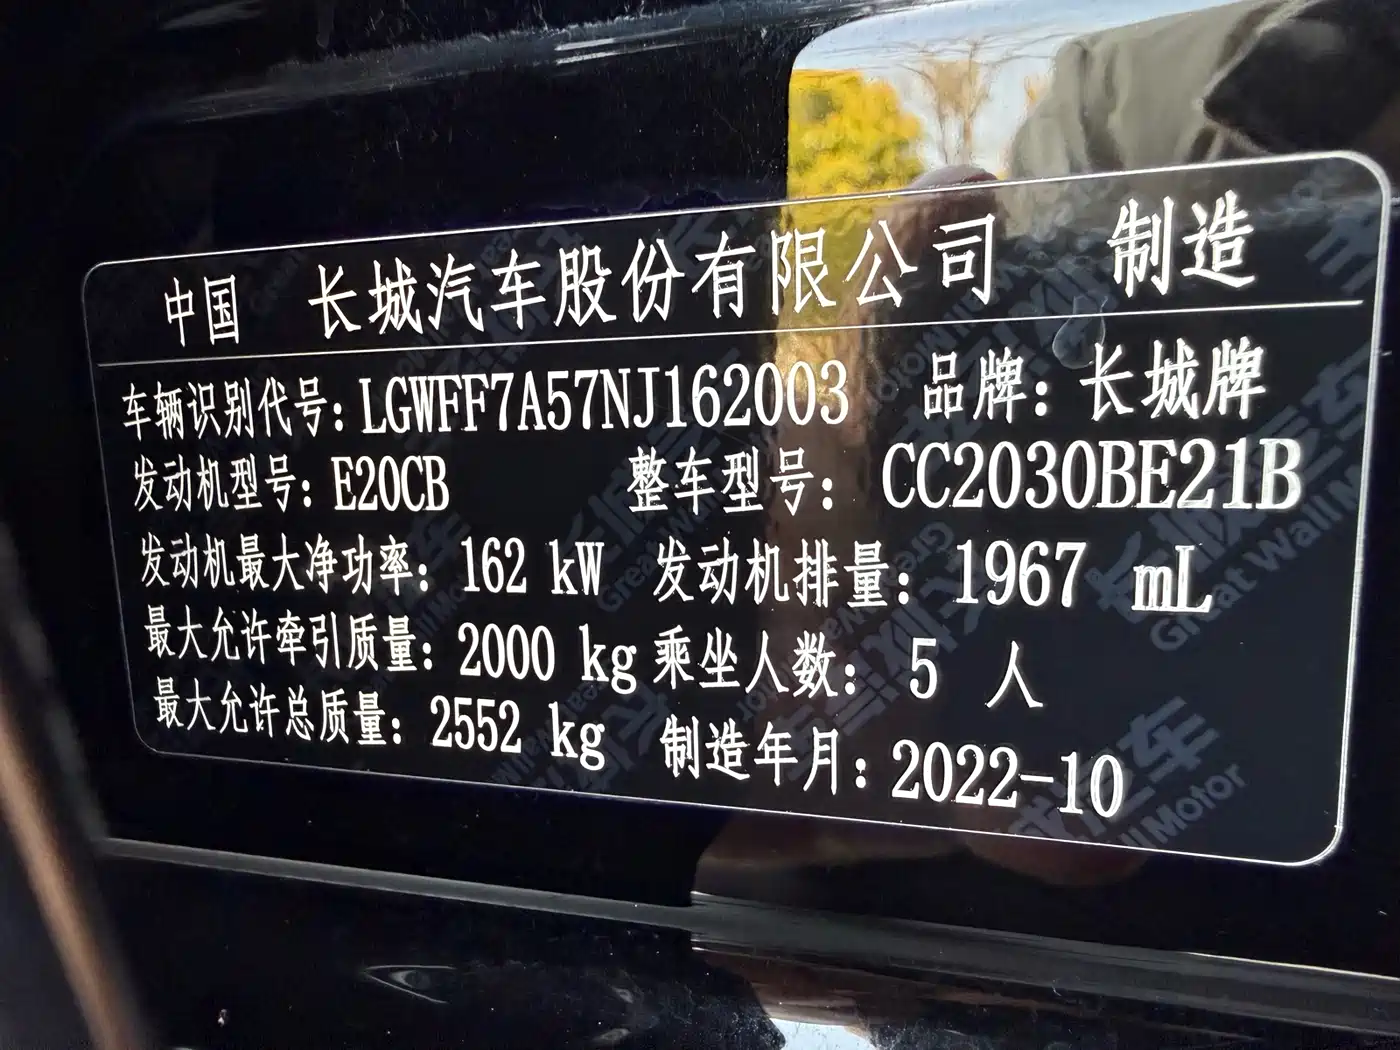 中国 长城汽车股份有限公司 制造
车辆识别代号：LGWFF7A57NJ162003 品牌：长城牌
发动机型号：E20CB 整车型号：CC2030BE21B
发动机最大净功率：162 kW 发动机排量：1967 mL
最大允许牵引质量：2000 kg 乘坐人数：5 人
最大允许总质量：2552 kg 制造年月：2022-10